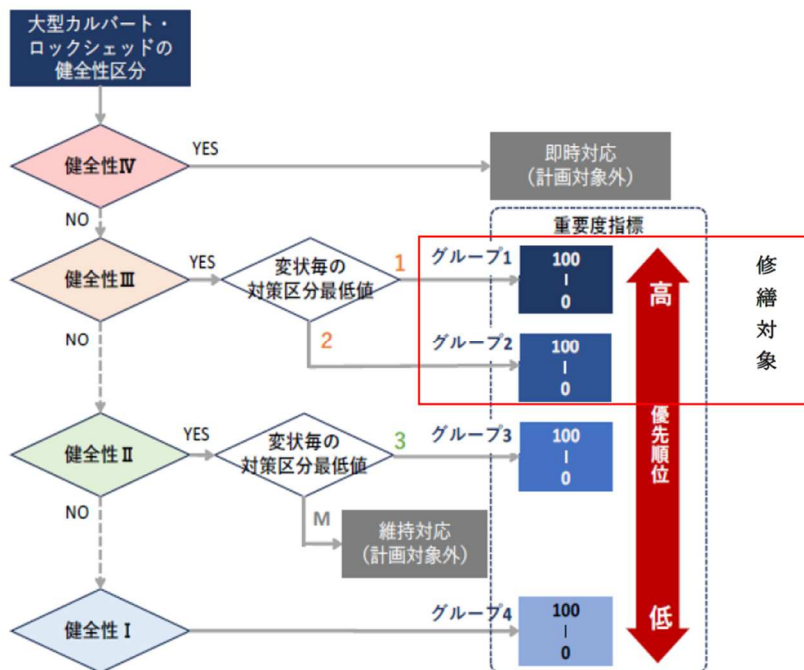 大型カルバート・
ロックシェッドの
健全性区分
健全性Ⅳ
YES
即時対応
(計画対象外)
NO
重要度指標
健全性Ⅲ
YES
変状毎の
対策区分最低値
1
グループ1
100
|
0
高
修繕対象
2
グループ2
100
|
0
NO
優先順位
健全性Ⅱ
YES
変状毎の
対策区分最低値
3
グループ3
100
|
0
NO
M
維持対応
(計画対象外)
健全性Ⅰ
グループ4
100
|
0
低